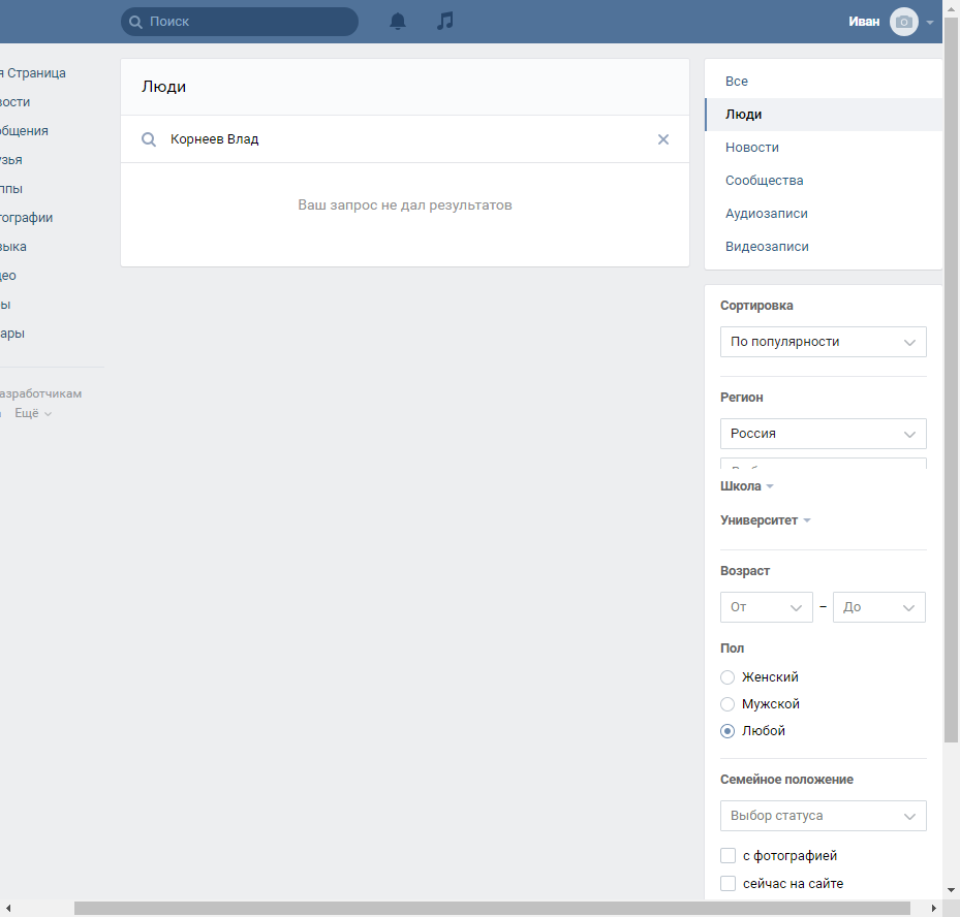 Поиск
Иван
я Страница
вости
общения
узья
ппы
тографии
зыка
део
ы
вары
азработчикам
Ещё
Люди
Корнеев Влад
Ваш запрос не дал результатов
Все
Люди
Новости
Сообщества
Аудиозаписи
Видеозаписи
Сортировка
По популярности
Регион
Россия
Школа
Университет
Возраст
От – До
Пол
Женский
Мужской
Любой
Семейное положение
Выбор статуса
с фотографией
сейчас на сайте